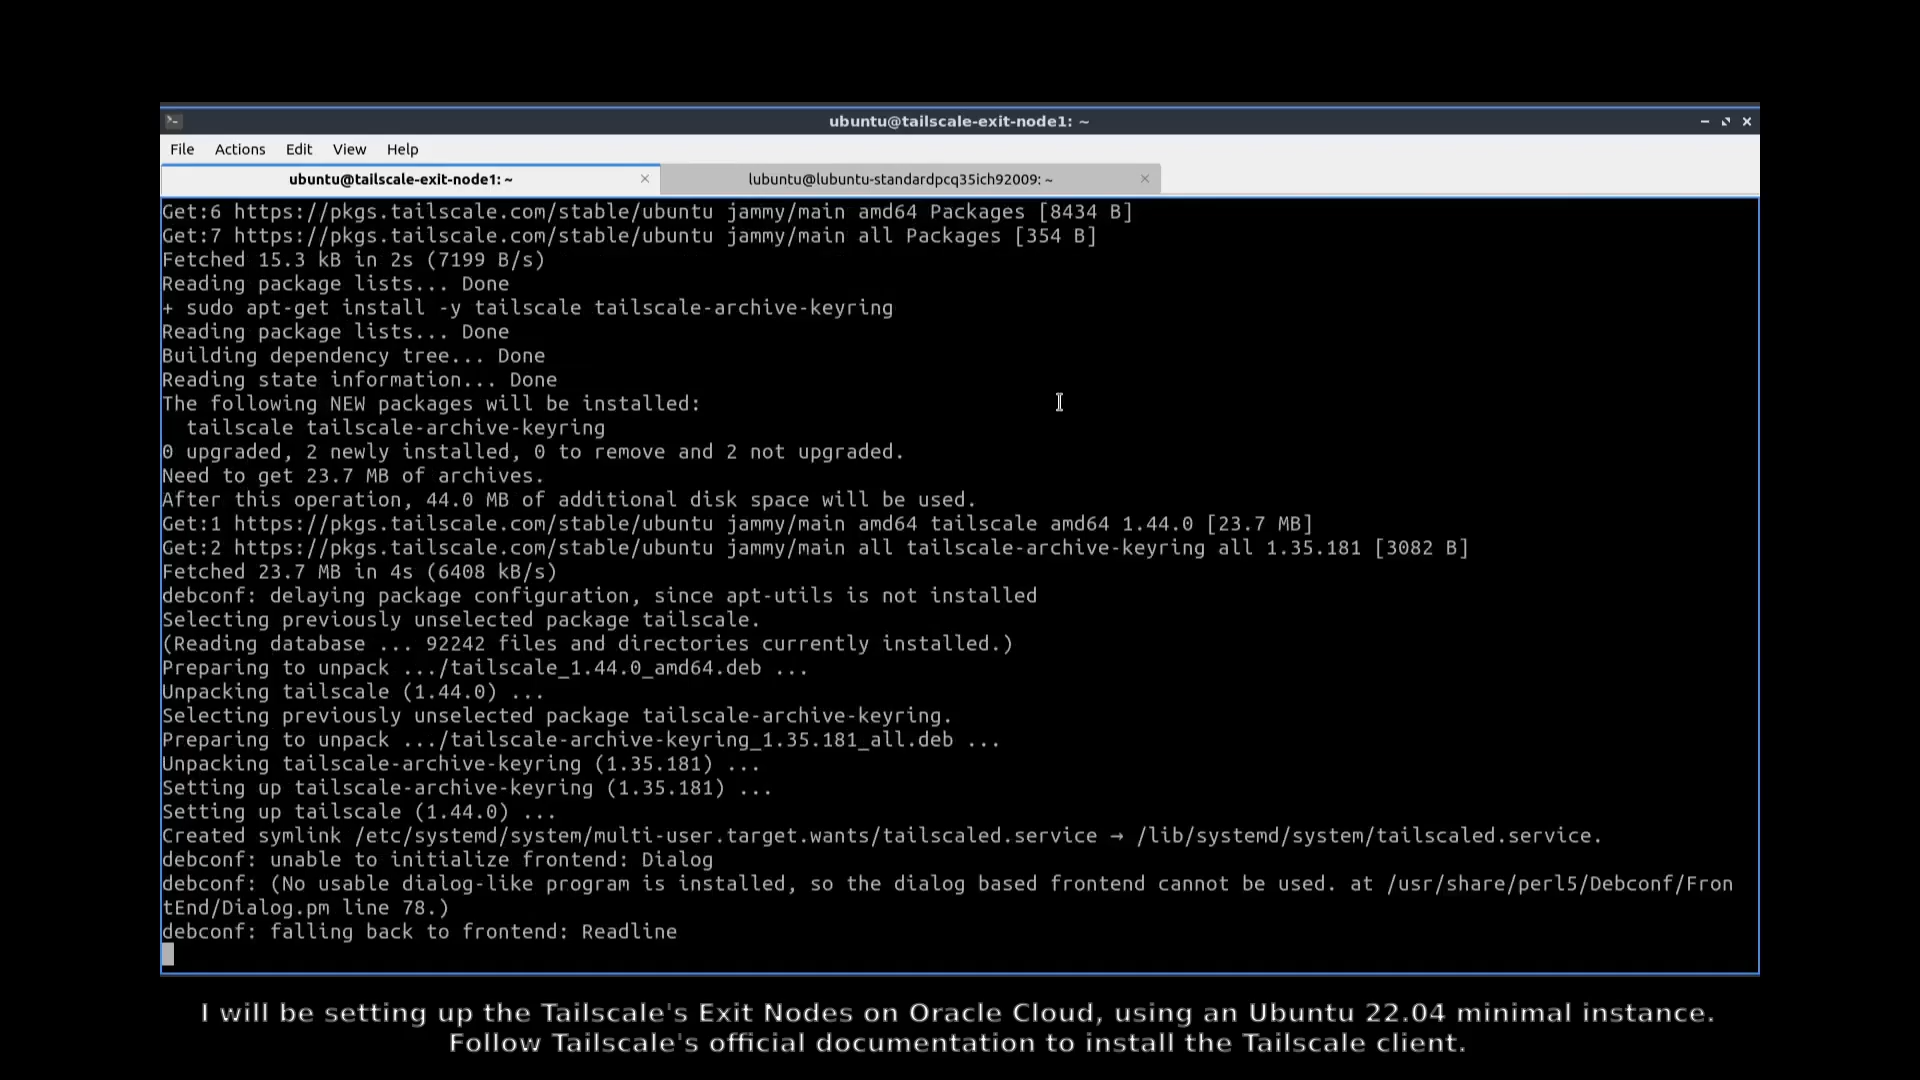 ubuntu@tailscale-exit-node1: ~
File Actions Edit View Help
ubuntu@tailscale-exit-node1: ~ lubuntu@lubuntu-standardpcq35ich92009: ~
Get:6 https://pkgs.tailscale.com/stable/ubuntu jammy/main amd64 Packages [8434 B]
Get:7 https://pkgs.tailscale.com/stable/ubuntu jammy/main all Packages [354 B]
Fetched 15.3 kB in 2s (7199 B/s)
Reading package lists... Done
+ sudo apt-get install -y tailscale tailscale-archive-keyring
Reading package lists... Done
Building dependency tree... Done
Reading state information... Done
The following NEW packages will be installed:
  tailscale tailscale-archive-keyring
0 upgraded, 2 newly installed, 0 to remove and 2 not upgraded.
Need to get 23.7 MB of archives.
After this operation, 44.0 MB of additional disk space will be used.
Get:1 https://pkgs.tailscale.com/stable/ubuntu jammy/main amd64 tailscale amd64 1.44.0 [23.7 MB]
Get:2 https://pkgs.tailscale.com/stable/ubuntu jammy/main all tailscale-archive-keyring all 1.35.181 [3082 B]
Fetched 23.7 MB in 4s (6408 kB/s)
debconf: delaying package configuration, since apt-utils is not installed
Selecting previously unselected package tailscale.
(Reading database ... 92242 files and directories currently installed.)
Preparing to unpack .../tailscale_1.44.0_amd64.deb ...
Unpacking tailscale (1.44.0) ...
Selecting previously unselected package tailscale-archive-keyring.
Preparing to unpack .../tailscale-archive-keyring_1.35.181_all.deb ...
Unpacking tailscale-archive-keyring (1.35.181) ...
Setting up tailscale-archive-keyring (1.35.181) ...
Setting up tailscale (1.44.0) ...
Created symlink /etc/systemd/system/multi-user.target.wants/tailscaled.service → /lib/systemd/system/tailscaled.service.
debconf: unable to initialize frontend: Dialog
debconf: (No usable dialog-like program is installed, so the dialog based frontend cannot be used. at /usr/share/perl5/Debconf/Fron
tEnd/Dialog.pm line 78.)
debconf: falling back to frontend: Readline
I will be setting up the Tailscale's Exit Nodes on Oracle Cloud, using an Ubuntu 22.04 minimal instance.
Follow Tailscale's official documentation to install the Tailscale client.